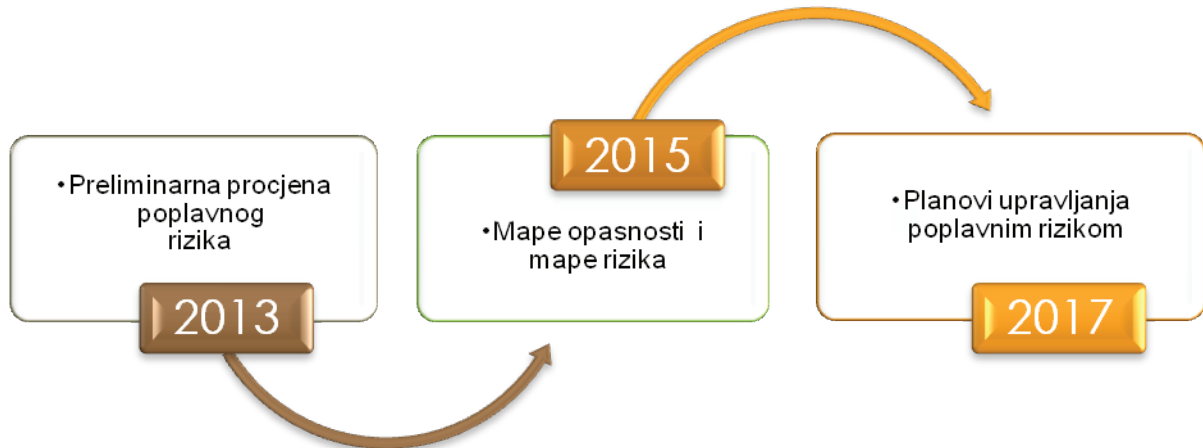 •Preliminarna procjena
poplavnog
rizika
2013
2015
•Mape opasnosti i
mape rizika
•Planovi upravljanja
poplavnim rizikom
2017